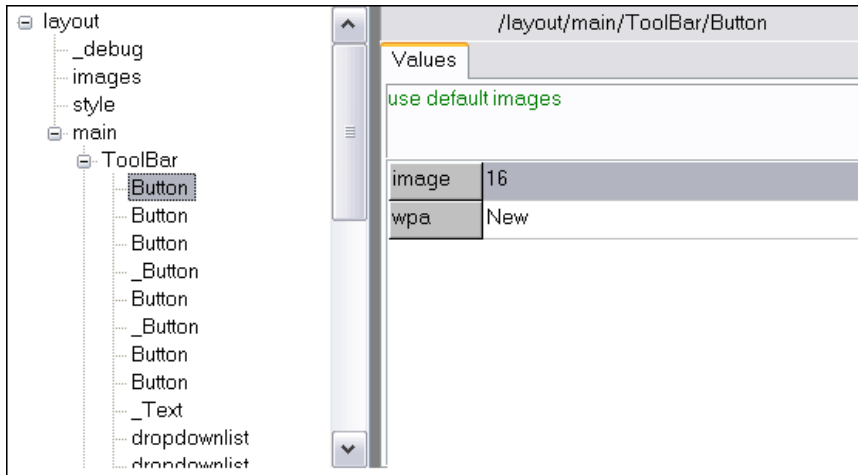 layout
_debug
images
style
main
ToolBar
Button
Button
Button
_Button
Button
_Button
Button
Button
_Text
dropdownlist
dropdownlist
/layout/main/ToolBar/Button
Values
use default images
image 16
wpa New